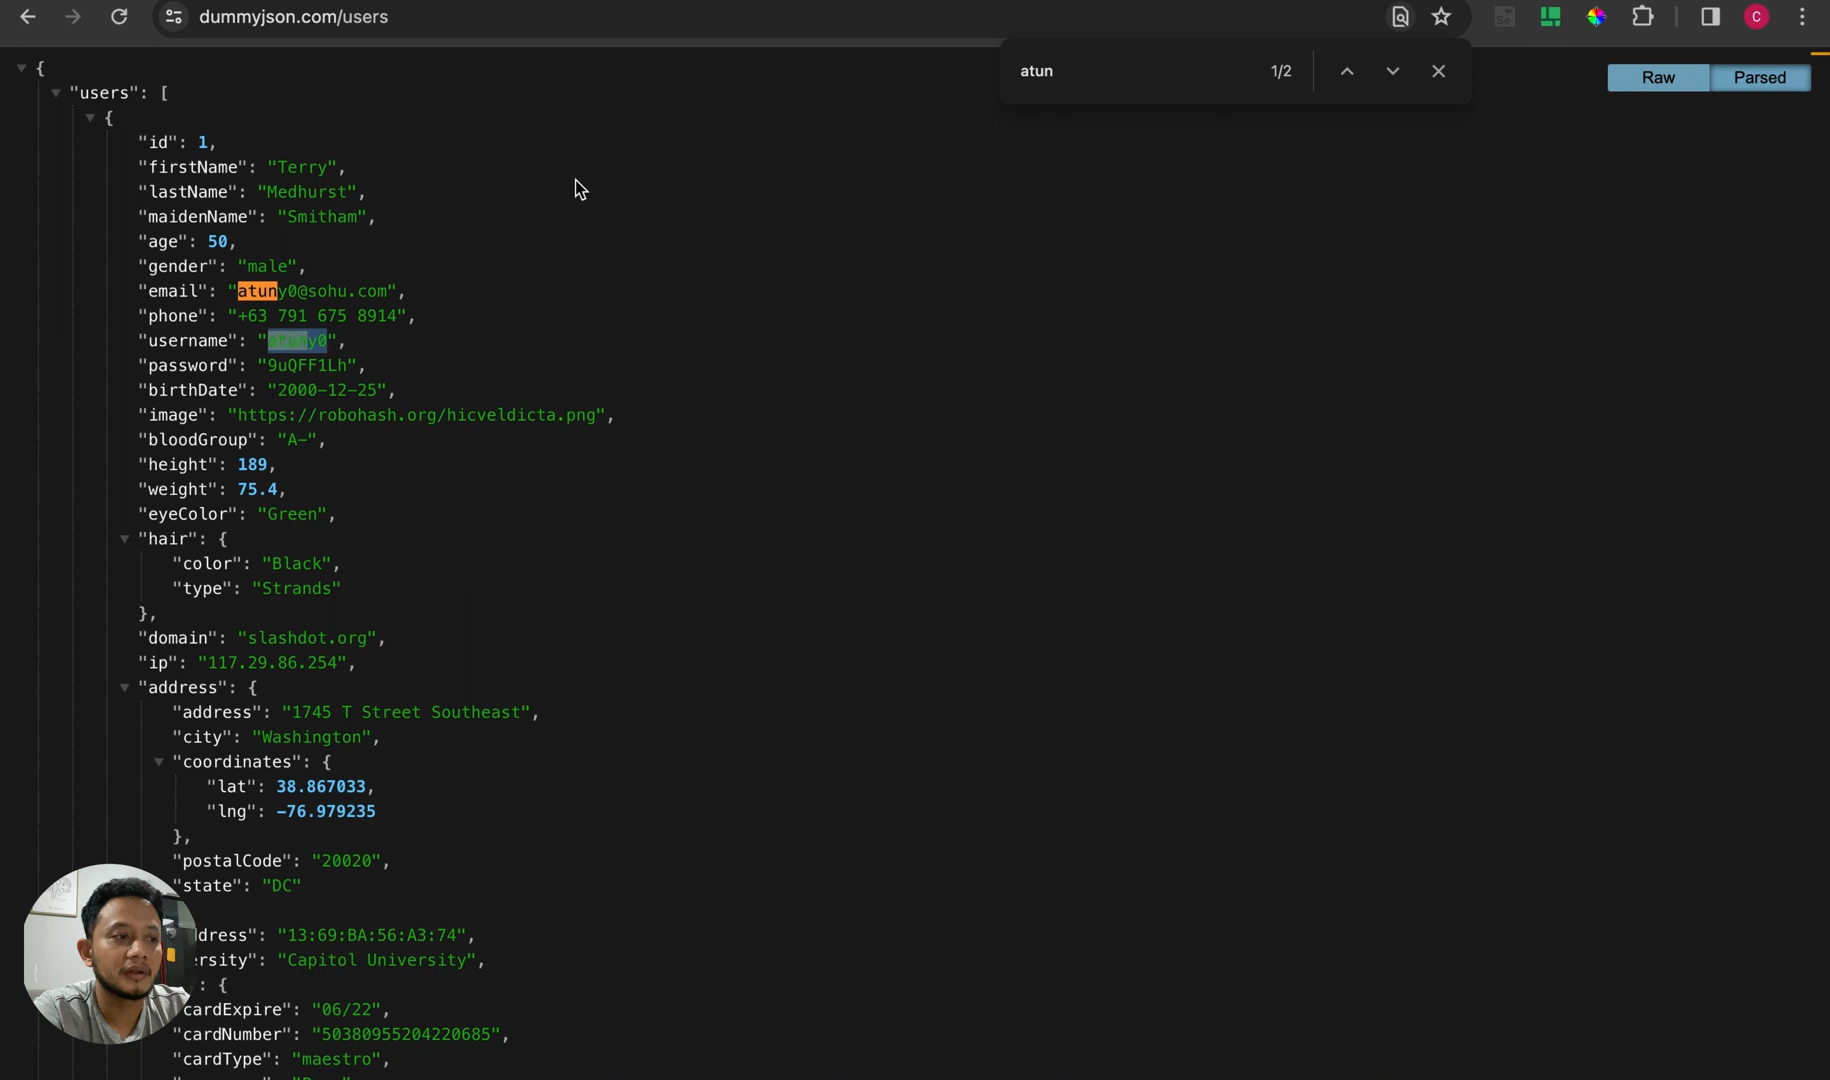 dummyjson.com/users
atun
1/2
Raw
Parsed
{
"users": [
{
"id": 1,
"firstName": "Terry",
"lastName": "Medhurst",
"maidenName": "Smitham",
"age": 50,
"gender": "male",
"email": "atuny0@sohu.com",
"phone": "+63 791 675 8914",
"username": "atuny0",
"password": "9uQFF1Lh",
"birthDate": "2000-12-25",
"image": "https://robohash.org/hicveldicta.png",
"bloodGroup": "A-",
"height": 189,
"weight": 75.4,
"eyeColor": "Green",
"hair": {
"color": "Black",
"type": "Strands"
},
"domain": "slashdot.org",
"ip": "117.29.86.254",
"address": {
"address": "1745 T Street Southeast",
"city": "Washington",
"coordinates": {
"lat": 38.867033,
"lng": -76.979235
},
"postalCode": "20020",
"state": "DC"
dress": "13:69:BA:56:A3:74",
ersity": "Capitol University",
: {
"cardExpire": "06/22",
"cardNumber": "50380955204220685",
"cardType": "maestro",